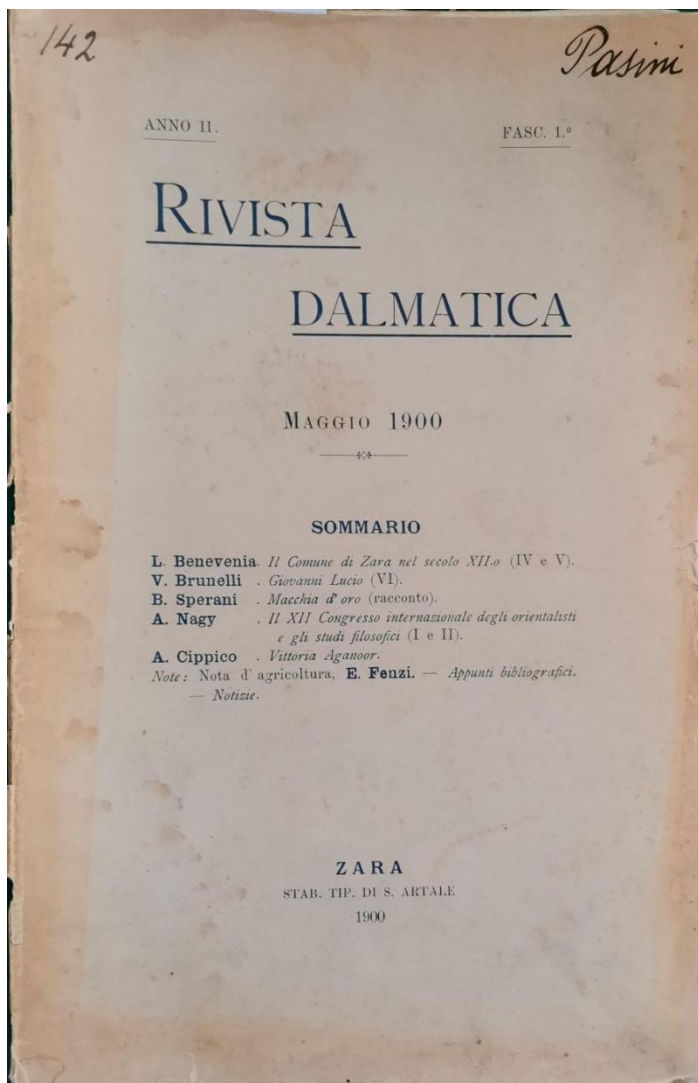 142
Pasini
ANNO II.
FASC. 1.º
RIVISTA
DALMATICA
MAGGIO 1900
SOMMARIO
L. Benevenia. Il Comune di Zara nel secolo XII.o (IV e V).
V. Brunelli . Giovanni Lucio (VI).
B. Sperani . Macchia d' oro (racconto).
A. Nagy . Il XII Congresso internazionale degli orientalisti
e gli studi filosofici (I e II).
A. Cippico . Vittoria Aganoor.
Note: Nota d' agricoltura, E. Fenzi. — Appunti bibliografici.
— Notizie.
ZARA
STAB. TIP. DI S. ARTALE
1900